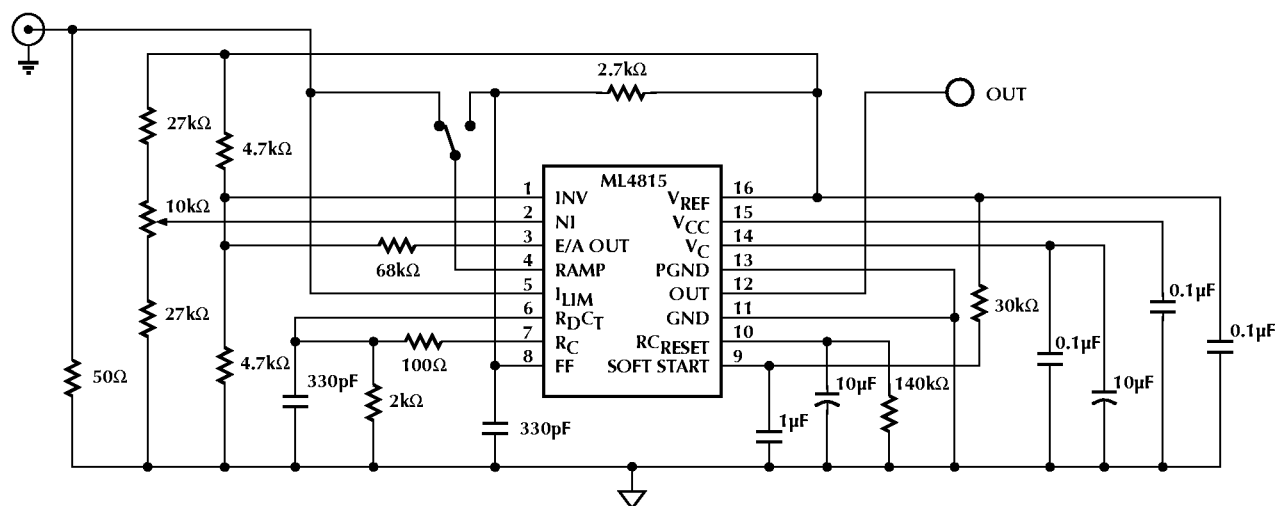 2.7kΩ
OUT
27kΩ
4.7kΩ
10kΩ
68kΩ
27kΩ
4.7kΩ
50Ω
100Ω
330pF
2kΩ
330pF
ML4815
1 INV
2 NI
3 E/A OUT
4 RAMP
5 ILIM
6 RDCT
7 RC
8 FF
VREF 16
VCC 15
VC 14
PGND 13
OUT 12
GND 11
RCRESET 10
SOFT START 9
30kΩ
0.1µF
0.1µF
0.1µF
10µF
140kΩ
10µF
1µF